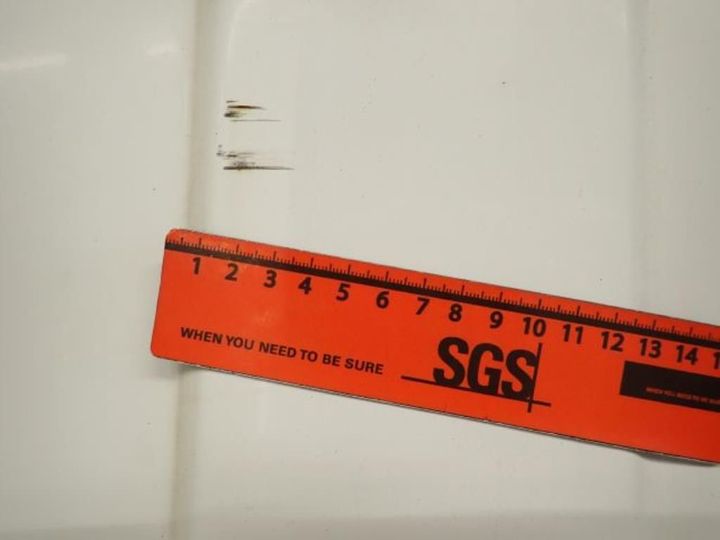 1 2 3 4 5 6 7 8 9 10 11 12 13 14
WHEN YOU NEED TO BE SURE
SGS